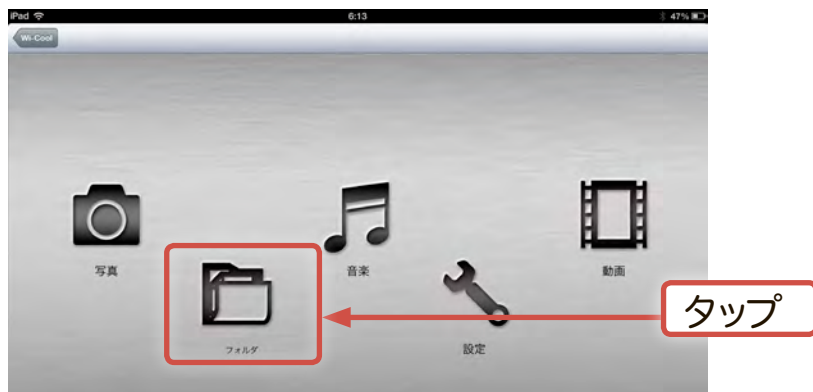 iPad
6:13
47%
Wi-Cool
写真
音楽
動画
フォルダ
設定
タップ